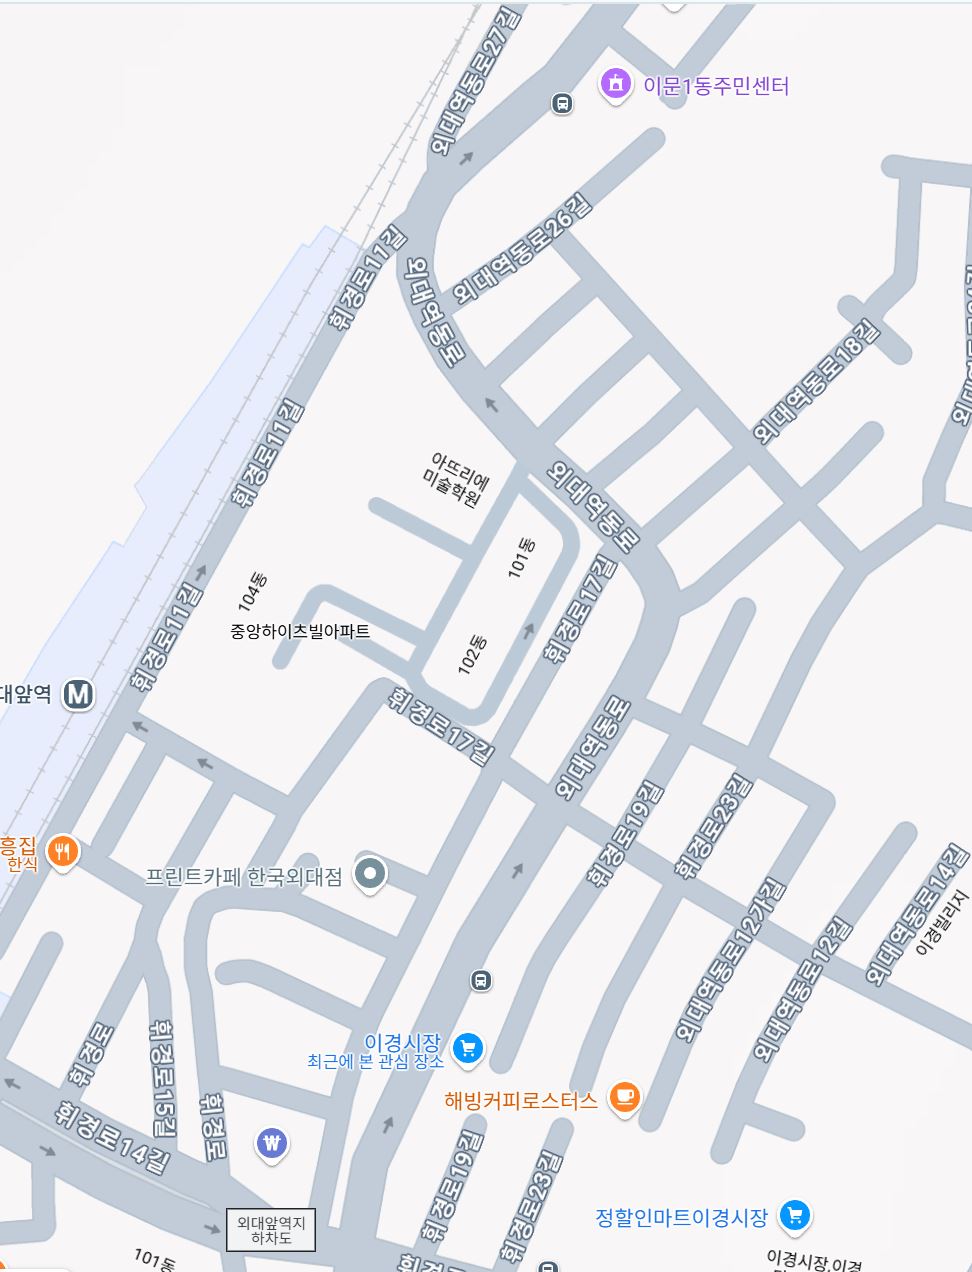 외대역동로27길
이문1동주민센터
외대역동로26길
휘경로11길
외대역동로
외대역동로18길
휘경로11길
아뜨리에
미술학원
외대역동로
101동
휘경로17길
104동
중앙하이츠빌아파트
102동
휘경로11길
대앞역
휘경로17길
외대역동로
휘경로19길
휘경로23길
한식
프린트카페 한국외대점
외대역동로12가길
외대역동로12길
외대역동로14길
이경빌리지
휘경로
휘경로15길
이경시장
최근에 본 관심 장소
해빙커피로스터스
휘경로14길
휘경로
휘경로19길
휘경로23길
외대앞역지
하차도
정할인마트이경시장
101동
이경시장,이경